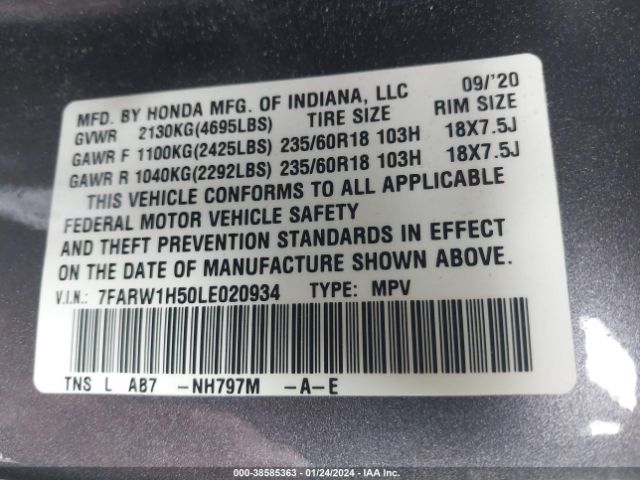 MFD. BY HONDA MFG. OF INDIANA, LLC 09/'20
GVWR 2130KG(4695LBS) TIRE SIZE RIM SIZE
GAWR F 1100KG(2425LBS) 235/60R18 103H 18X7.5J
GAWR R 1040KG(2292LBS) 235/60R18 103H 18X7.5J
THIS VEHICLE CONFORMS TO ALL APPLICABLE
FEDERAL MOTOR VEHICLE SAFETY
AND THEFT PREVENTION STANDARDS IN EFFECT
ON THE DATE OF MANUFACTURE SHOWN ABOVE.
V.I.N.: 7FARW1H50LE020934 TYPE: MPV
TNS L AB7 -NH797M -A-E
000-38585363 - 01/24/2024 - IAAI.com